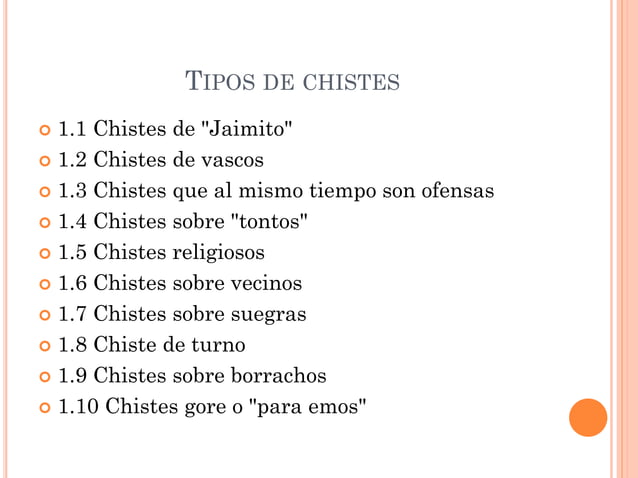 TIPOS DE CHISTES
1.1 Chistes de "Jaimito"
1.2 Chistes de vascos
1.3 Chistes que al mismo tiempo son ofensas
1.4 Chistes sobre "tontos"
1.5 Chistes religiosos
1.6 Chistes sobre vecinos
1.7 Chistes sobre suegras
1.8 Chiste de turno
1.9 Chistes sobre borrachos
1.10 Chistes gore o "para emos"